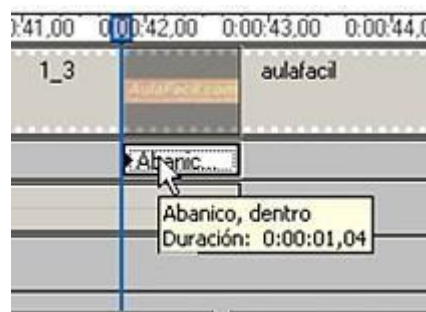 0:41,00 0:00:42,00 0:00:43,00 0:00:44,0
1_3 aulafacil
AulaFacil.com
Abanic...
Abanico, dentro
Duración: 0:00:01,04